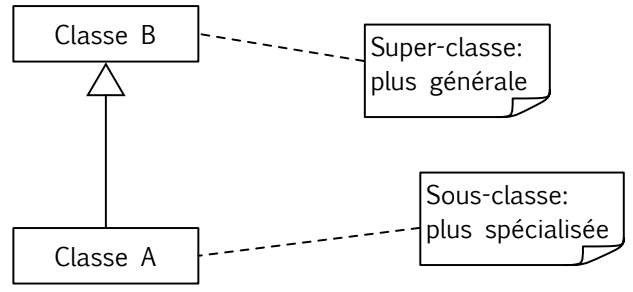 Classe B
Super-classe:
plus générale
Sous-classe:
plus spécialisée
Classe A